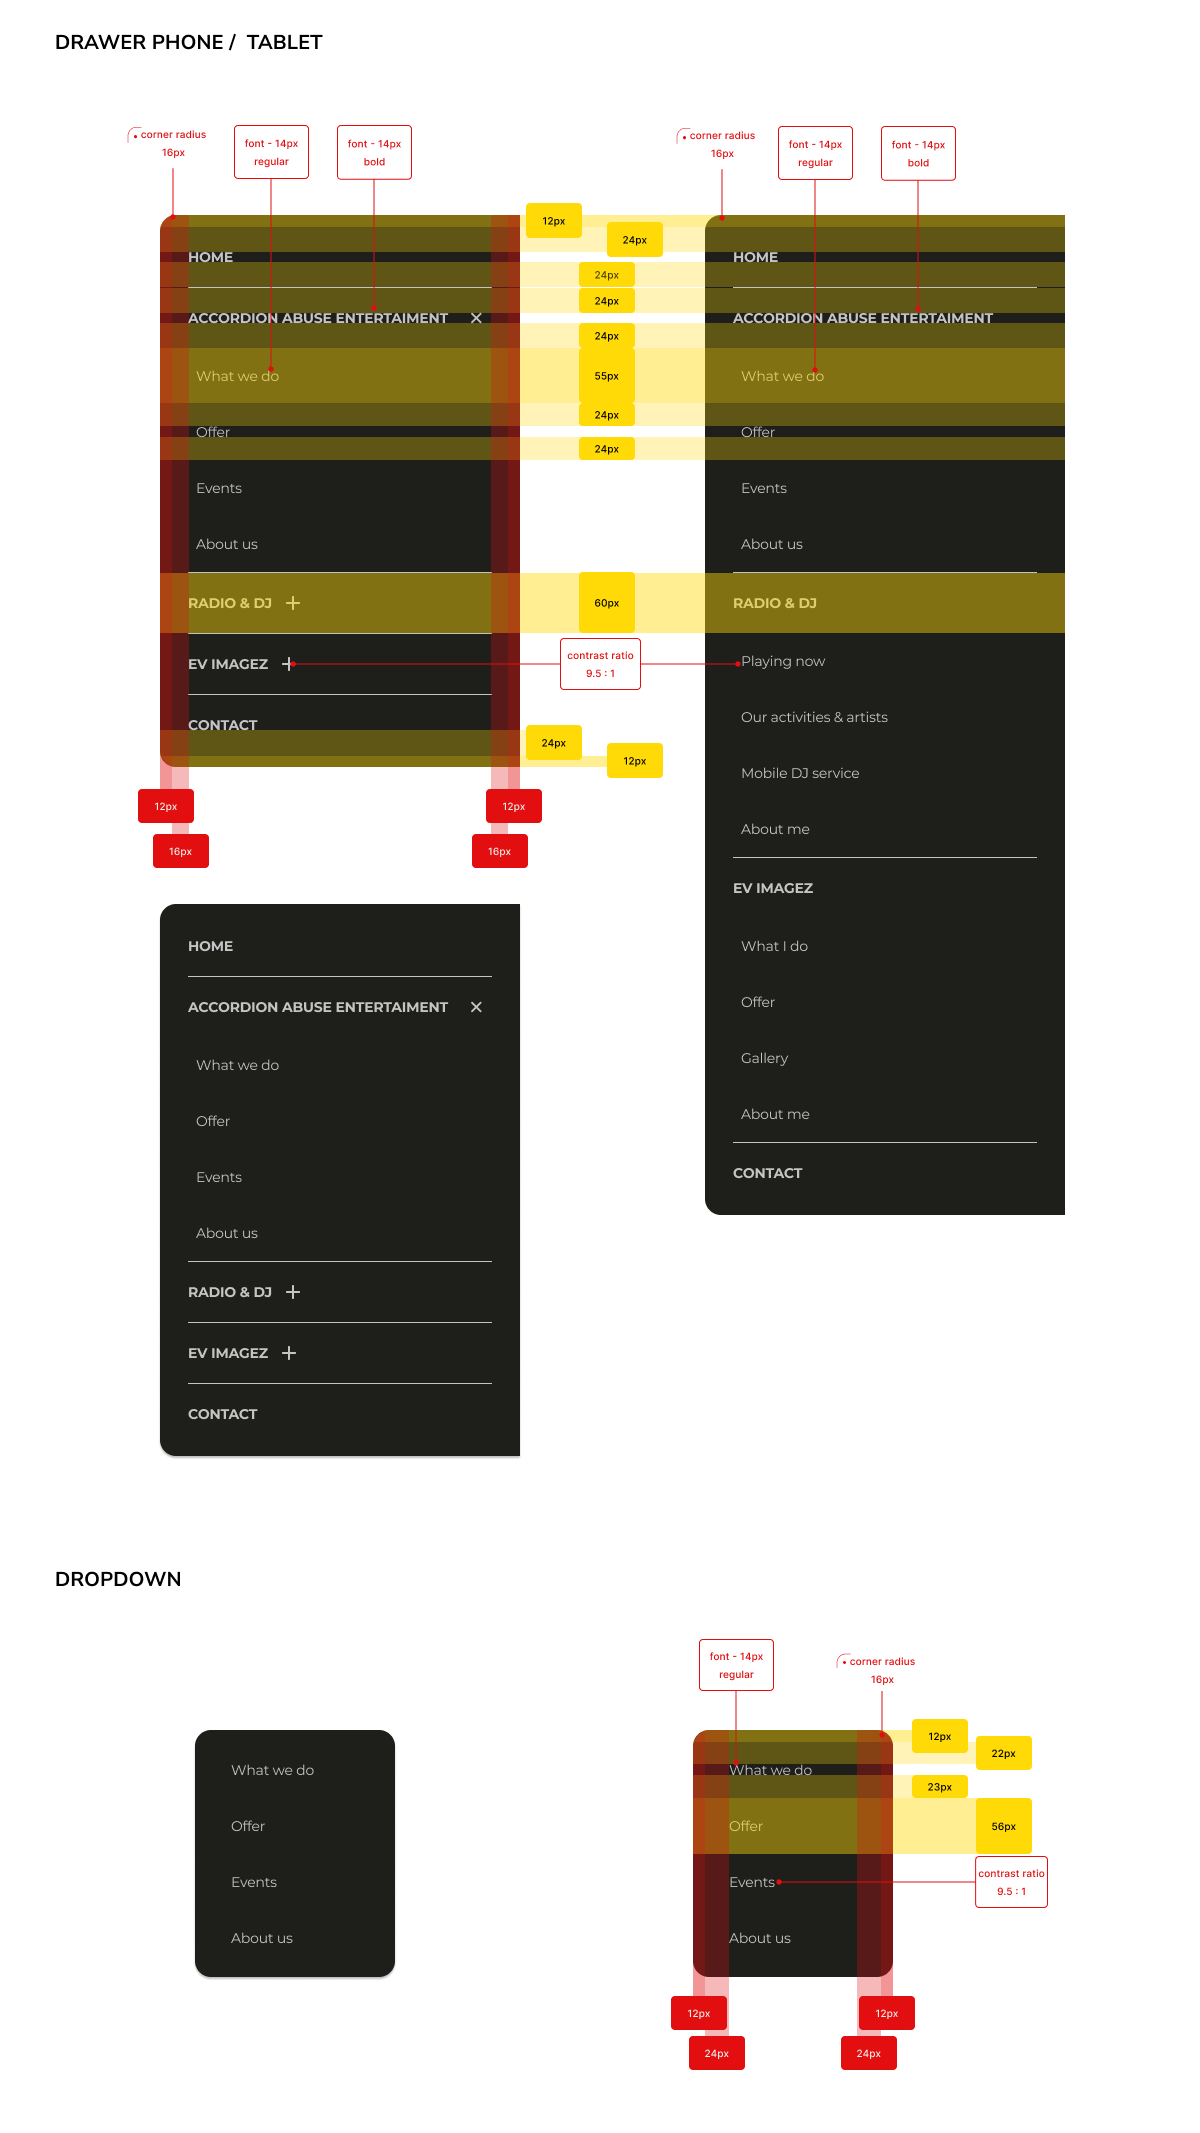 DRAWER PHONE /  TABLET
corner radius
16px
font - 14px
regular
font - 14px
bold
corner radius
16px
font - 14px
regular
font - 14px
bold
12px
24px
24px
24px
24px
55px
24px
24px
60px
contrast ratio
9.5 : 1
24px
12px
HOME
ACCORDION ABUSE ENTERTAIMENT
What we do
Offer
Events
About us
RADIO & DJ
EV IMAGEZ
CONTACT
12px
12px
16px
16px
HOME
ACCORDION ABUSE ENTERTAIMENT
What we do
Offer
Events
About us
RADIO & DJ
Playing now
Our activities & artists
Mobile DJ service
About me
EV IMAGEZ
What I do
Offer
Gallery
About me
CONTACT
HOME
ACCORDION ABUSE ENTERTAIMENT
What we do
Offer
Events
About us
RADIO & DJ
EV IMAGEZ
CONTACT
DROPDOWN
What we do
Offer
Events
About us
font - 14px
regular
corner radius
16px
12px
22px
What we do
23px
Offer
56px
contrast ratio
9.5 : 1
Events
About us
12px
12px
24px
24px